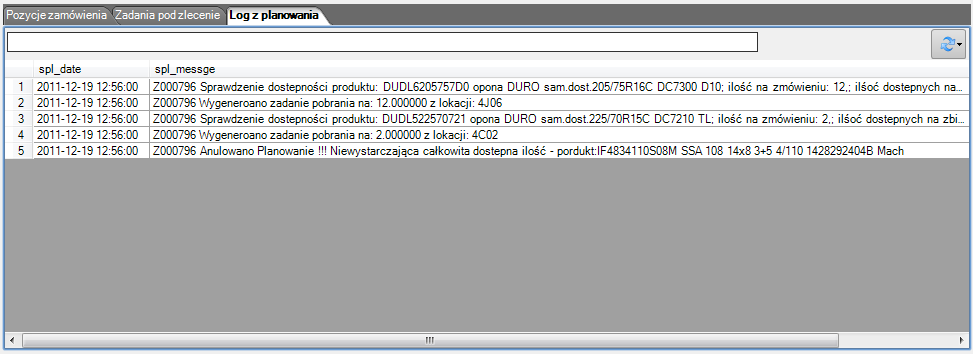 Pozycje zamówienia Zadania pod zlecenie Log z planowania
spl_date spl_messge
1 2011-12-19 12:56:00 Z000796 Sprawdzenie dostepności produktu: DUDL6205757D0 opona DURO sam.dost.205/75R16C DC7300 D10; ilość na zmówieniu: 12,; ilśoć dostepnych na...
2 2011-12-19 12:56:00 Z000796 Wygeneroano zadanie pobrania na: 12.000000 z lokacji: 4J06
3 2011-12-19 12:56:00 Z000796 Sprawdzenie dostepności produktu: DUDL522570721 opona DURO sam.dost.225/70R15C DC7210 TL; ilość na zmówieniu: 2,; ilśoć dostepnych na zbi...
4 2011-12-19 12:56:00 Z000796 Wygeneroano zadanie pobrania na: 2.000000 z lokacji: 4C02
5 2011-12-19 12:56:00 Z000796 Anulowano Planowanie !!! Niewystarczająca całkowita dostepna ilość - pordukt:IF4834110S08M SSA 108 14x8 3+5 4/110 1428292404B Mach